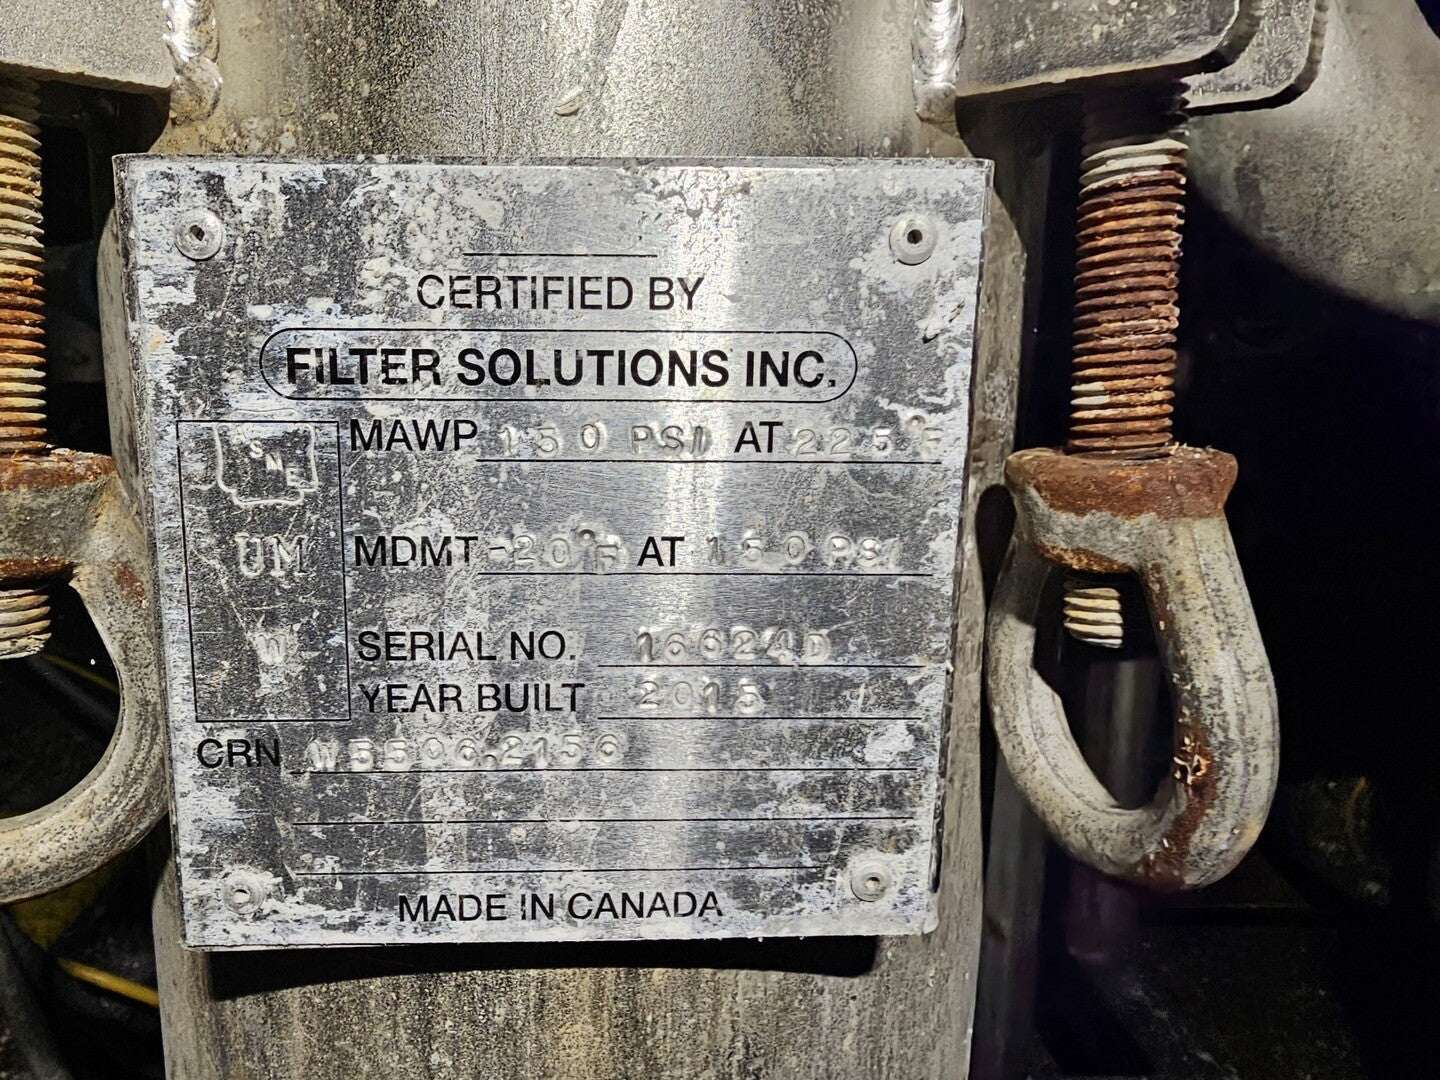 CERTIFIED BY
FILTER SOLUTIONS INC.
MAWP 150 PSI AT 225°F
SME
UM
MDMT -20°F AT 150 PSI
W
SERIAL NO. 16624D
YEAR BUILT 2015
CRN W5506.2156
MADE IN CANADA